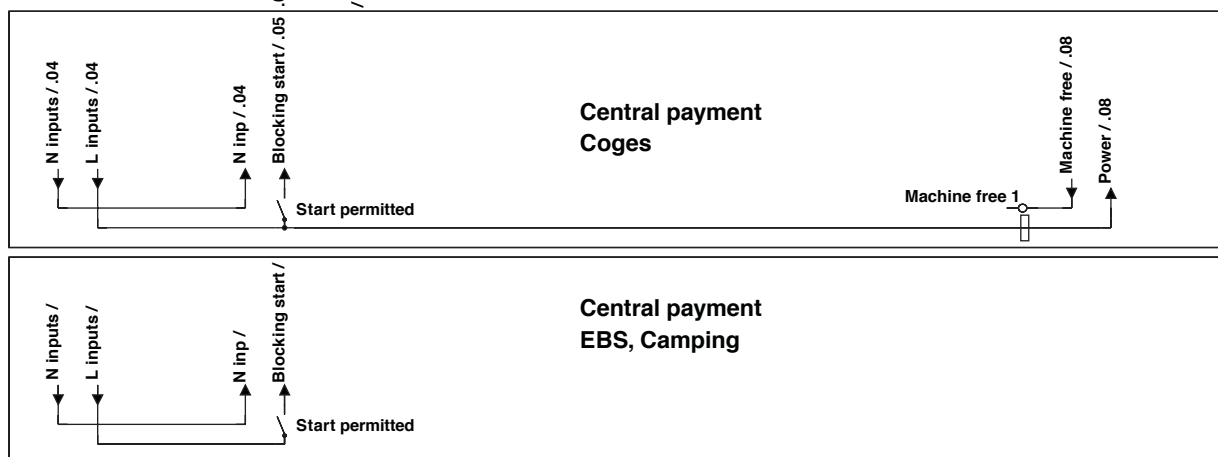 N inputs / .04
L inputs / .04
N inp / .04
Blocking start / .05
Central payment
Coges
Machine free / .08
Power / .08
Start permitted
Machine free 1
N inputs /
L inputs /
N inp /
Blocking start /
Central payment
EBS, Camping
Start permitted